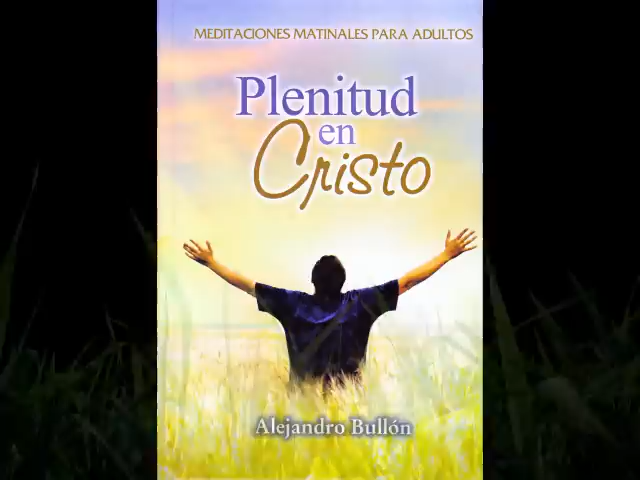 MEDITACIONES MATINALES PARA ADULTOS
Plenitud
en
Cristo
Alejandro Bullón